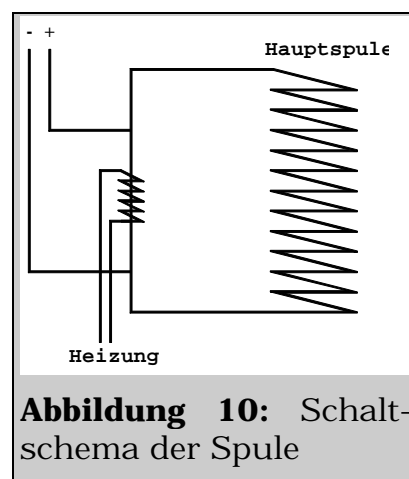 - +
Hauptspule
Heizung
Abbildung 10: Schalt-
schema der Spule